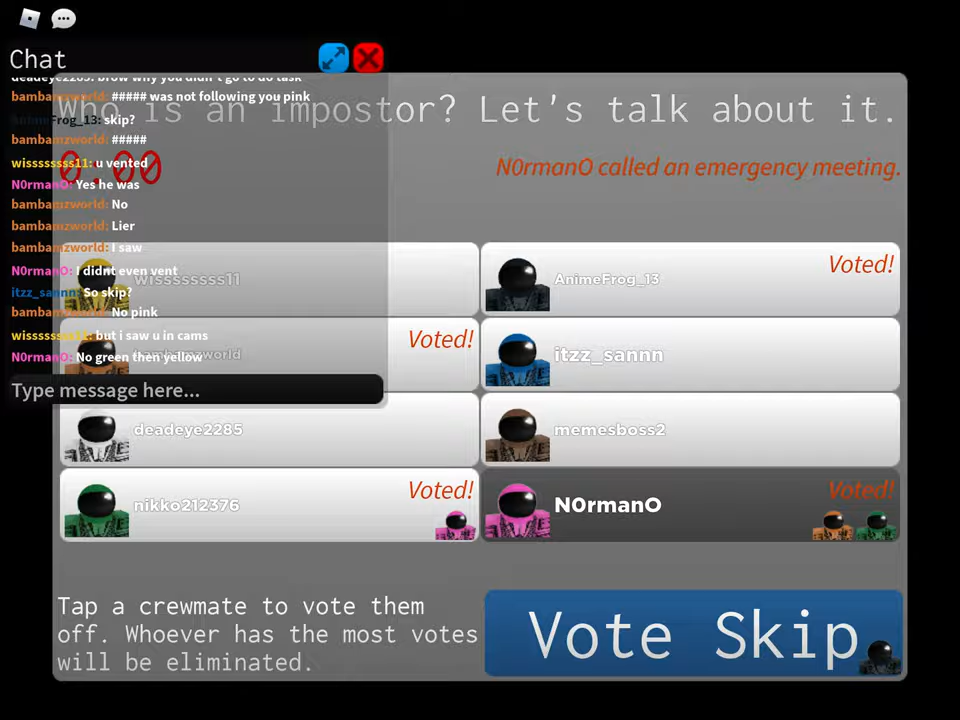 Chat
deadeye2285: brow why you didn't go to do task
bambamzworld: ##### was not following you pink
AnimeFrog_13: skip?
bambamzworld: #####
wissssssss11: u vented
N0rmanO: Yes he was
bambamzworld: No
bambamzworld: Lier
bambamzworld: I saw
N0rmanO: I didnt even vent
itzz_sannn: So skip?
bambamzworld: No pink
wissssssss11: but i saw u in cams
N0rmanO: No green then yellow
Type message here...
Who is an impostor? Let's talk about it.
0:00
N0rmanO called an emergency meeting.
wissssssss11
AnimeFrog_13
Voted!
bambamzworld
Voted!
itzz_sannn
deadeye2285
memesboss2
nikko212376
Voted!
N0rmanO
Voted!
Tap a crewmate to vote them
off. Whoever has the most votes
will be eliminated.
Vote Skip